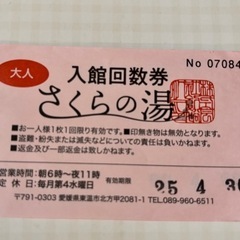 No 07084
大人
入館回数券
さくらの湯
■お一人様1枚1回限り有効です。■印無き物は無効となります。
■盗難・紛失または滅失などについての責任は負いかねます。
■返金及び一部返金は致しかねます。
営業時間:朝6時〜夜11時
定休日:毎月第4水曜日
有効期限
25.4.30
〒791-0303 愛媛県東温市北方甲2081-1 TEL.089-960-6511